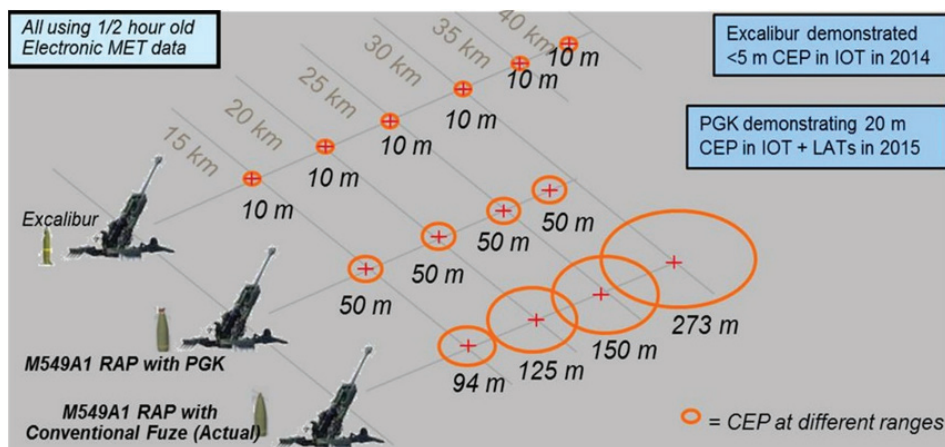 All using 1/2 hour old
Electronic MET data
15 km
20 km
25 km
30 km
35 km
40 km
Excalibur demonstrated
<5 m CEP in IOT in 2014
PGK demonstrating 20 m
CEP in IOT + LATs in 2015
Excalibur
10 m
10 m
10 m
10 m
10 m
10 m
M549A1 RAP with PGK
50 m
50 m
50 m
50 m
M549A1 RAP with
Conventional Fuze (Actual)
94 m
125 m
150 m
273 m
= CEP at different ranges